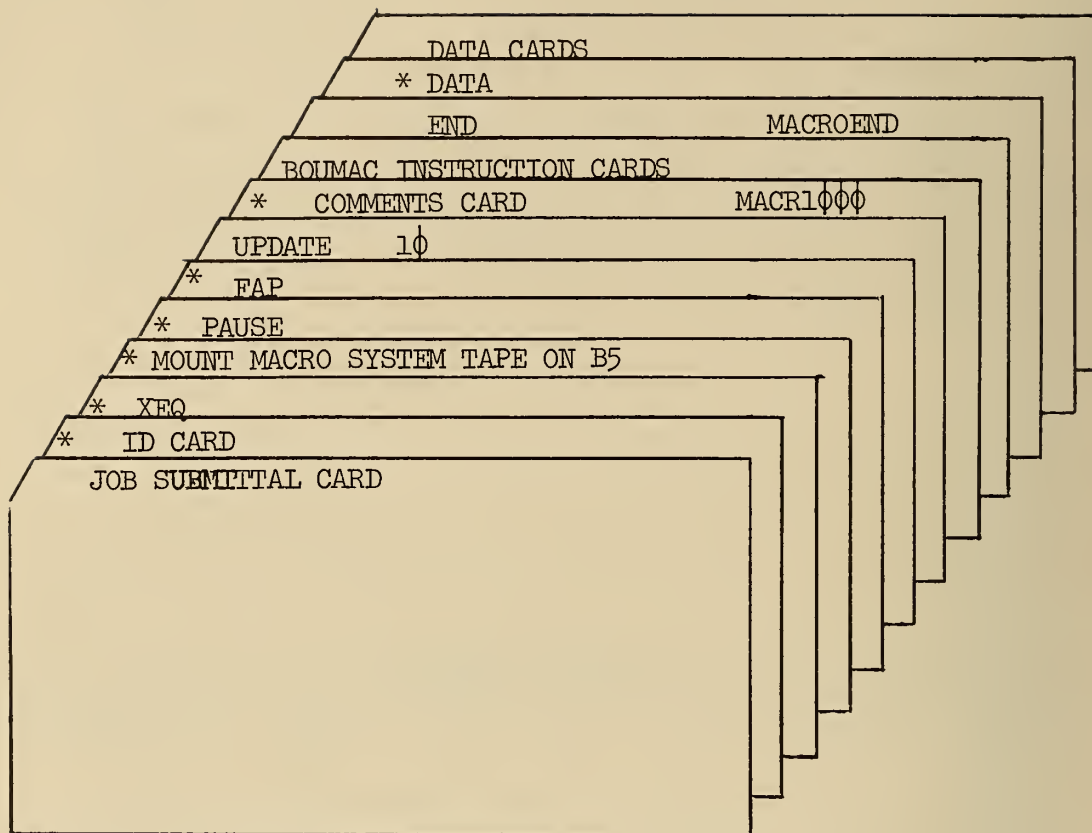 DATA CARDS
* DATA
END MACROEND
BOUMAC INSTRUCTION CARDS
* COMMENTS CARD MACR1ϕϕϕ
UPDATE 1ϕ
* FAP
* PAUSE
* MOUNT MACRO SYSTEM TAPE ON B5
* XEQ
* ID CARD
JOB SUBMITTAL CARD